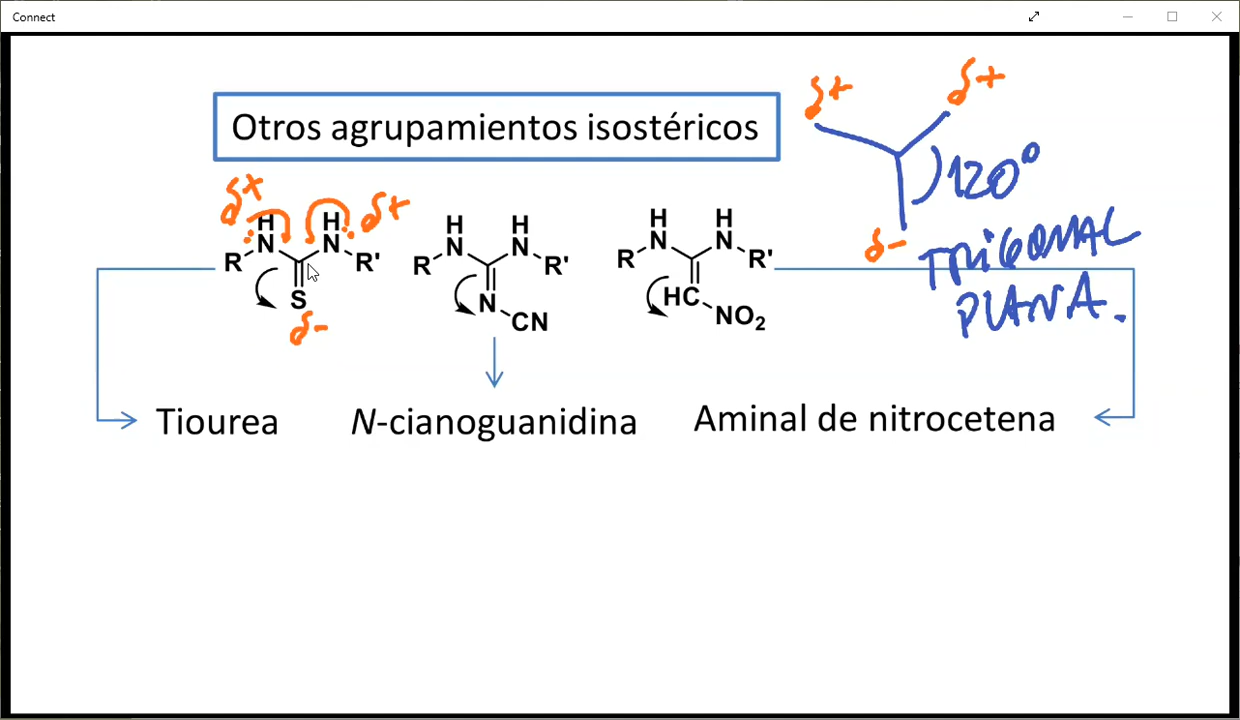 Connect
Otros agrupamientos isostéricos
δ+ δ+
120°
δ-
TRIGONAL
PLANA.
δ+ δ+
H H
N N
R R'
S
δ-
H H
N N
R R'
N
CN
H H
N N
R R'
HC
NO2
Tiourea
N-cianoguanidina
Aminal de nitrocetena